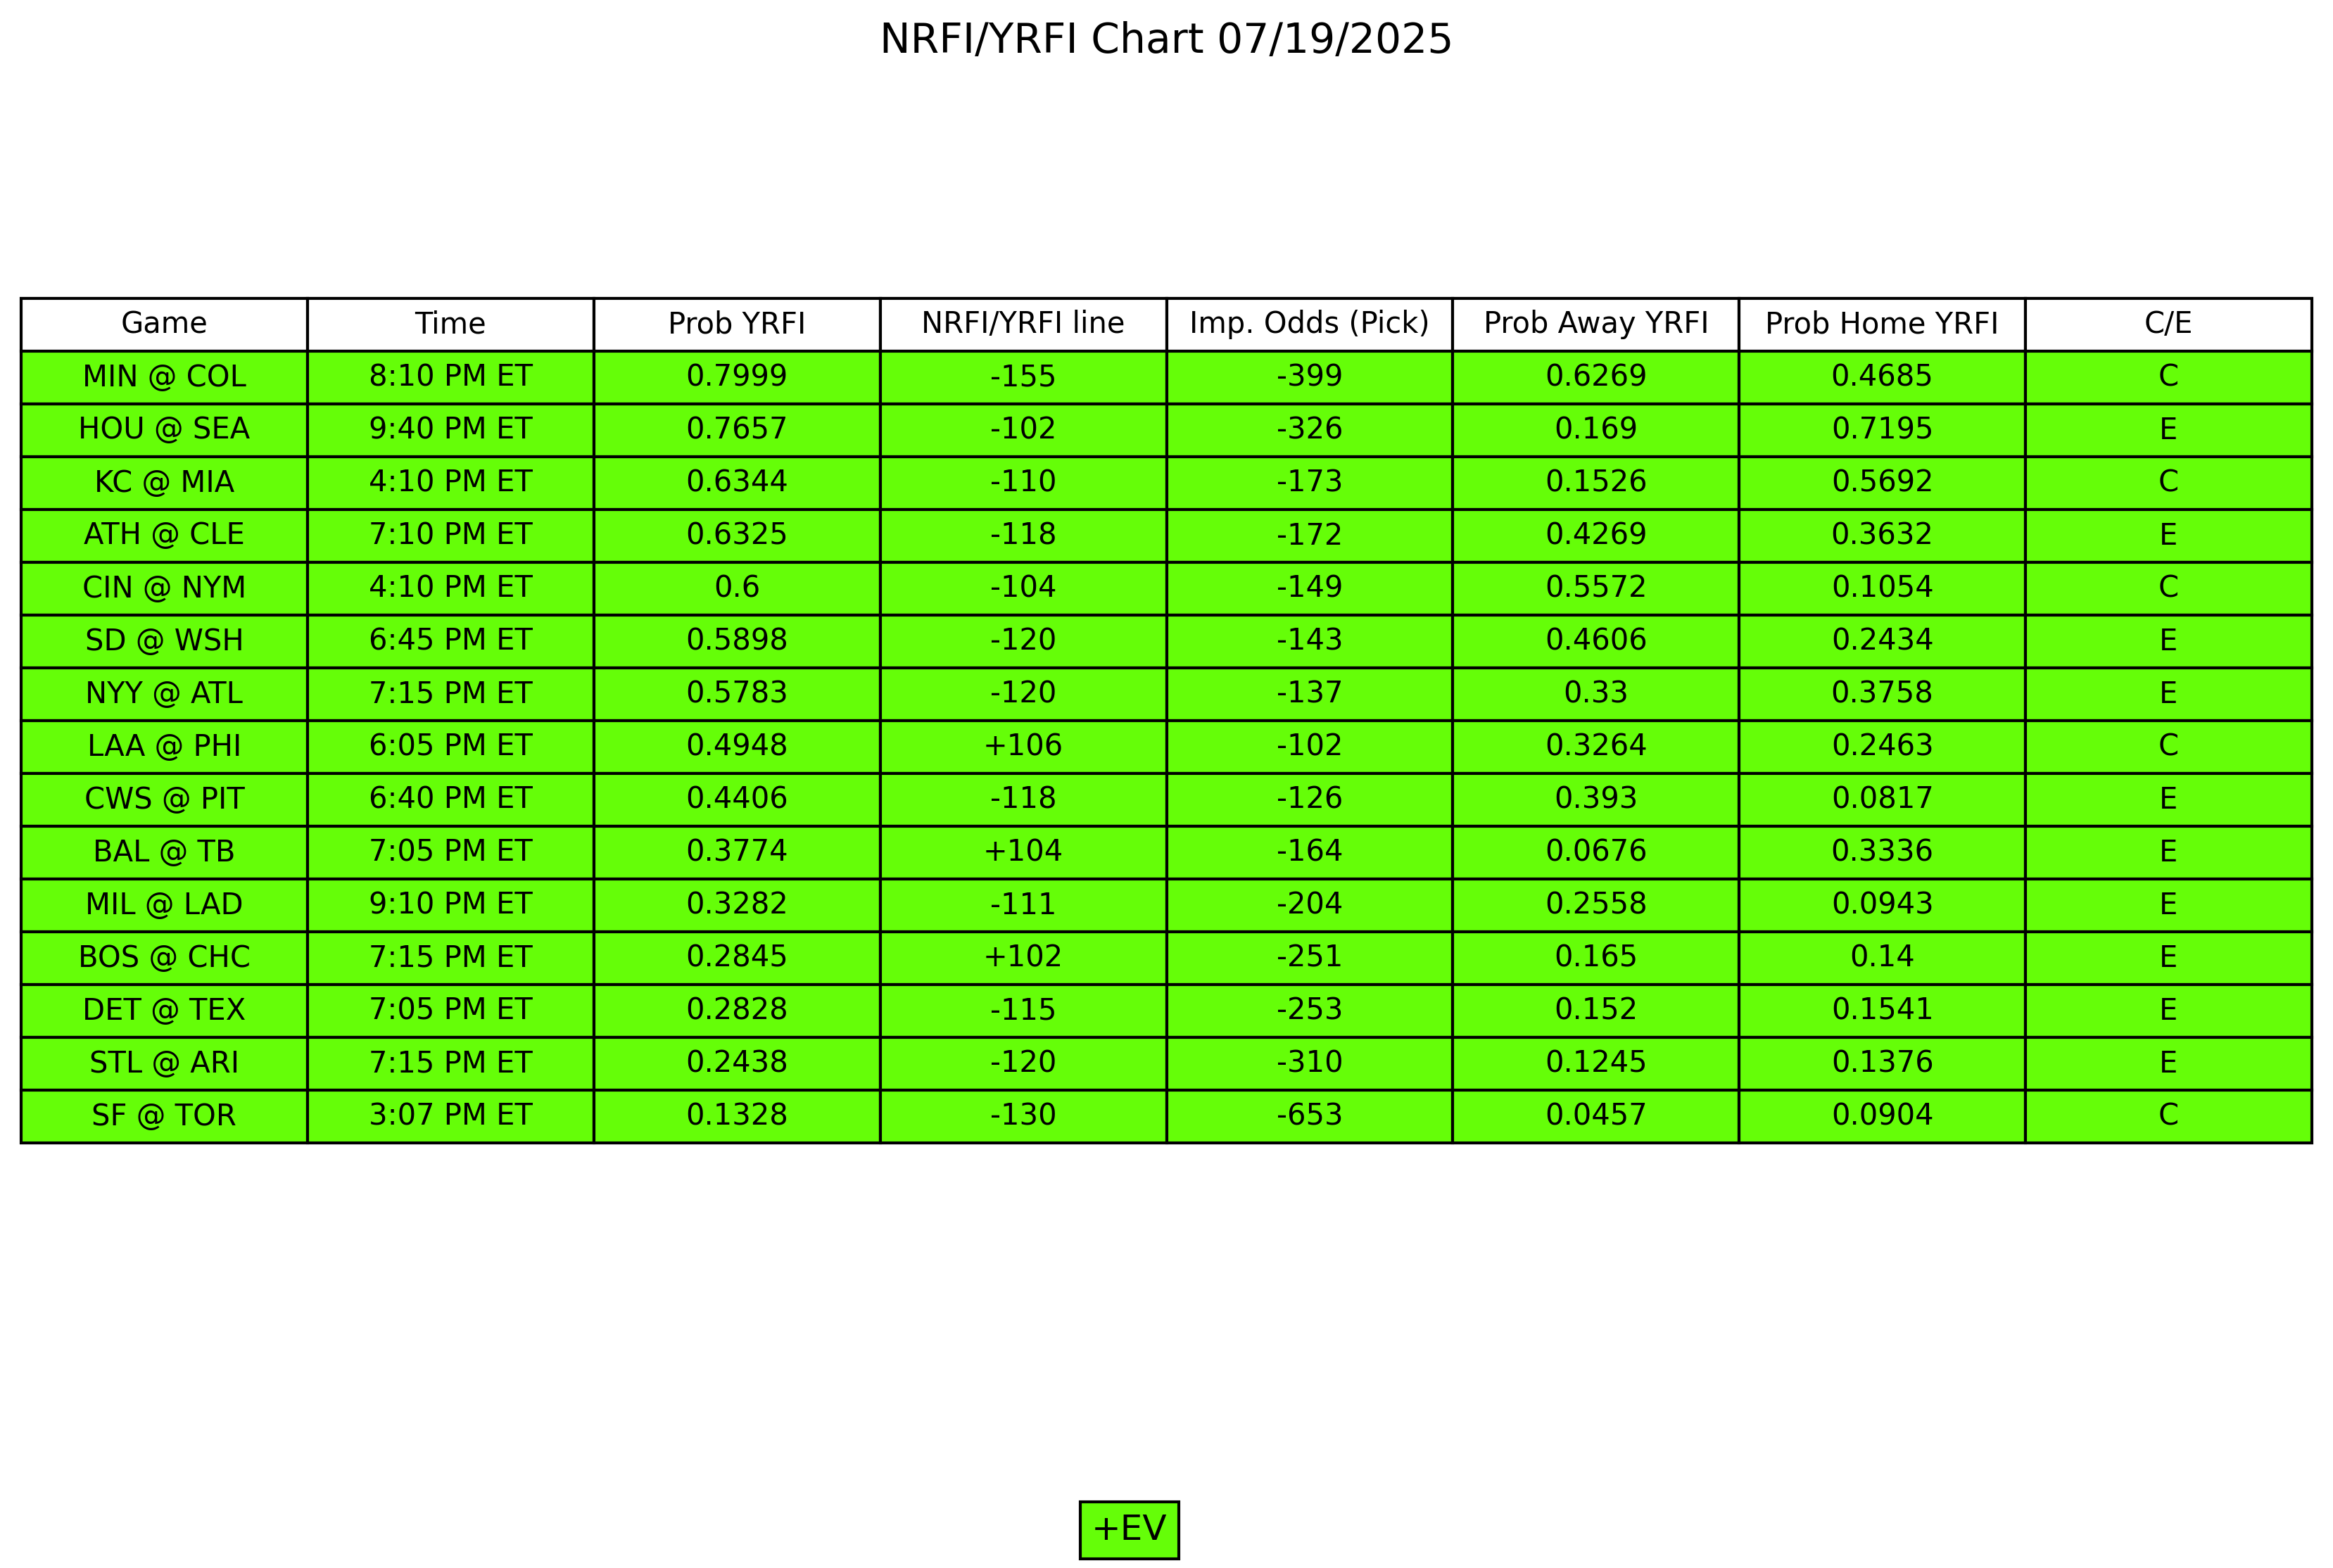 NRFI/YRFI Chart 07/19/2025
Game Time Prob YRFI NRFI/YRFI line Imp. Odds (Pick) Prob Away YRFI Prob Home YRFI C/E
MIN @ COL 8:10 PM ET 0.7999 -155 -399 0.6269 0.4685 C
HOU @ SEA 9:40 PM ET 0.7657 -102 -326 0.169 0.7195 E
KC @ MIA 4:10 PM ET 0.6344 -110 -173 0.1526 0.5692 C
ATH @ CLE 7:10 PM ET 0.6325 -118 -172 0.4269 0.3632 E
CIN @ NYM 4:10 PM ET 0.6 -104 -149 0.5572 0.1054 C
SD @ WSH 6:45 PM ET 0.5898 -120 -143 0.4606 0.2434 E
NYY @ ATL 7:15 PM ET 0.5783 -120 -137 0.33 0.3758 E
LAA @ PHI 6:05 PM ET 0.4948 +106 -102 0.3264 0.2463 C
CWS @ PIT 6:40 PM ET 0.4406 -118 -126 0.393 0.0817 E
BAL @ TB 7:05 PM ET 0.3774 +104 -164 0.0676 0.3336 E
MIL @ LAD 9:10 PM ET 0.3282 -111 -204 0.2558 0.0943 E
BOS @ CHC 7:15 PM ET 0.2845 +102 -251 0.165 0.14 E
DET @ TEX 7:05 PM ET 0.2828 -115 -253 0.152 0.1541 E
STL @ ARI 7:15 PM ET 0.2438 -120 -310 0.1245 0.1376 E
SF @ TOR 3:07 PM ET 0.1328 -130 -653 0.0457 0.0904 C
+EV